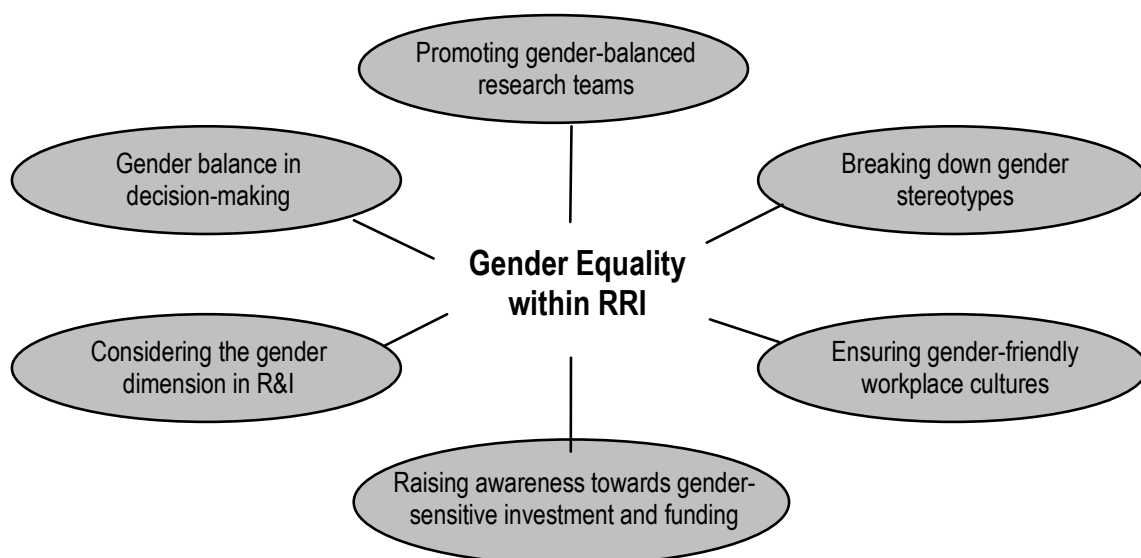 Promoting gender-balanced
research teams
Gender balance in
decision-making
Breaking down gender
stereotypes
Gender Equality
within RRI
Considering the gender
dimension in R&I
Ensuring gender-friendly
workplace cultures
Raising awareness towards gender-
sensitive investment and funding